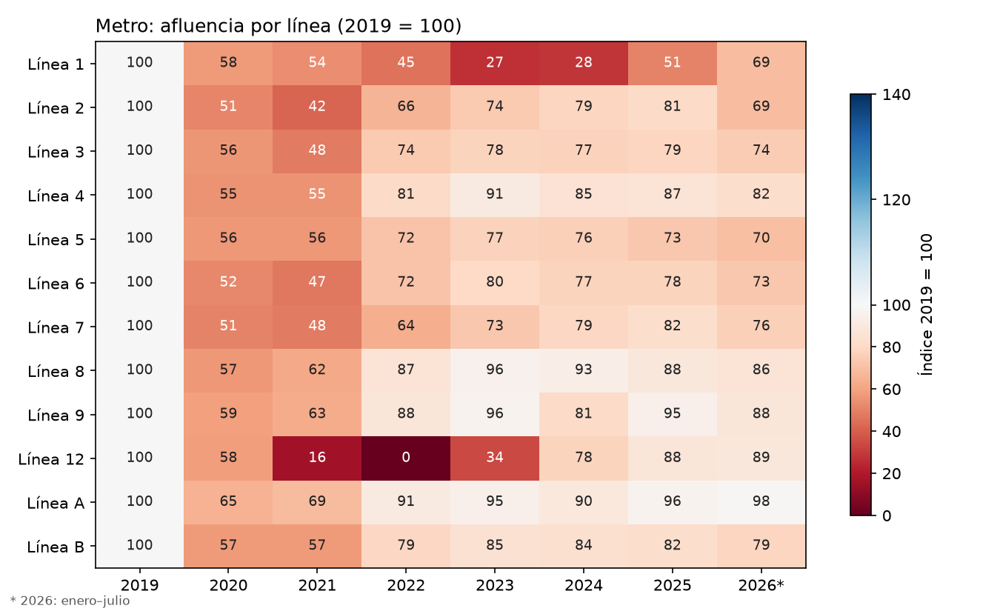 Metro: afluencia por línea (2019 = 100)
Línea 1 100 58 54 45 27 28 51 69
Línea 2 100 51 42 66 74 79 81 69
Línea 3 100 56 48 74 78 77 79 74
Línea 4 100 55 55 81 91 85 87 82
Línea 5 100 56 56 72 77 76 73 70
Línea 6 100 52 47 72 80 77 78 73
Línea 7 100 51 48 64 73 79 82 76
Línea 8 100 57 62 87 96 93 88 86
Línea 9 100 59 63 88 96 81 95 88
Línea 12 100 58 16 0 34 78 88 89
Línea A 100 65 69 91 95 90 96 98
Línea B 100 57 57 79 85 84 82 79
2019 2020 2021 2022 2023 2024 2025 2026*
* 2026: enero–julio
140
120
100
80
60
40
20
0
Índice 2019 = 100